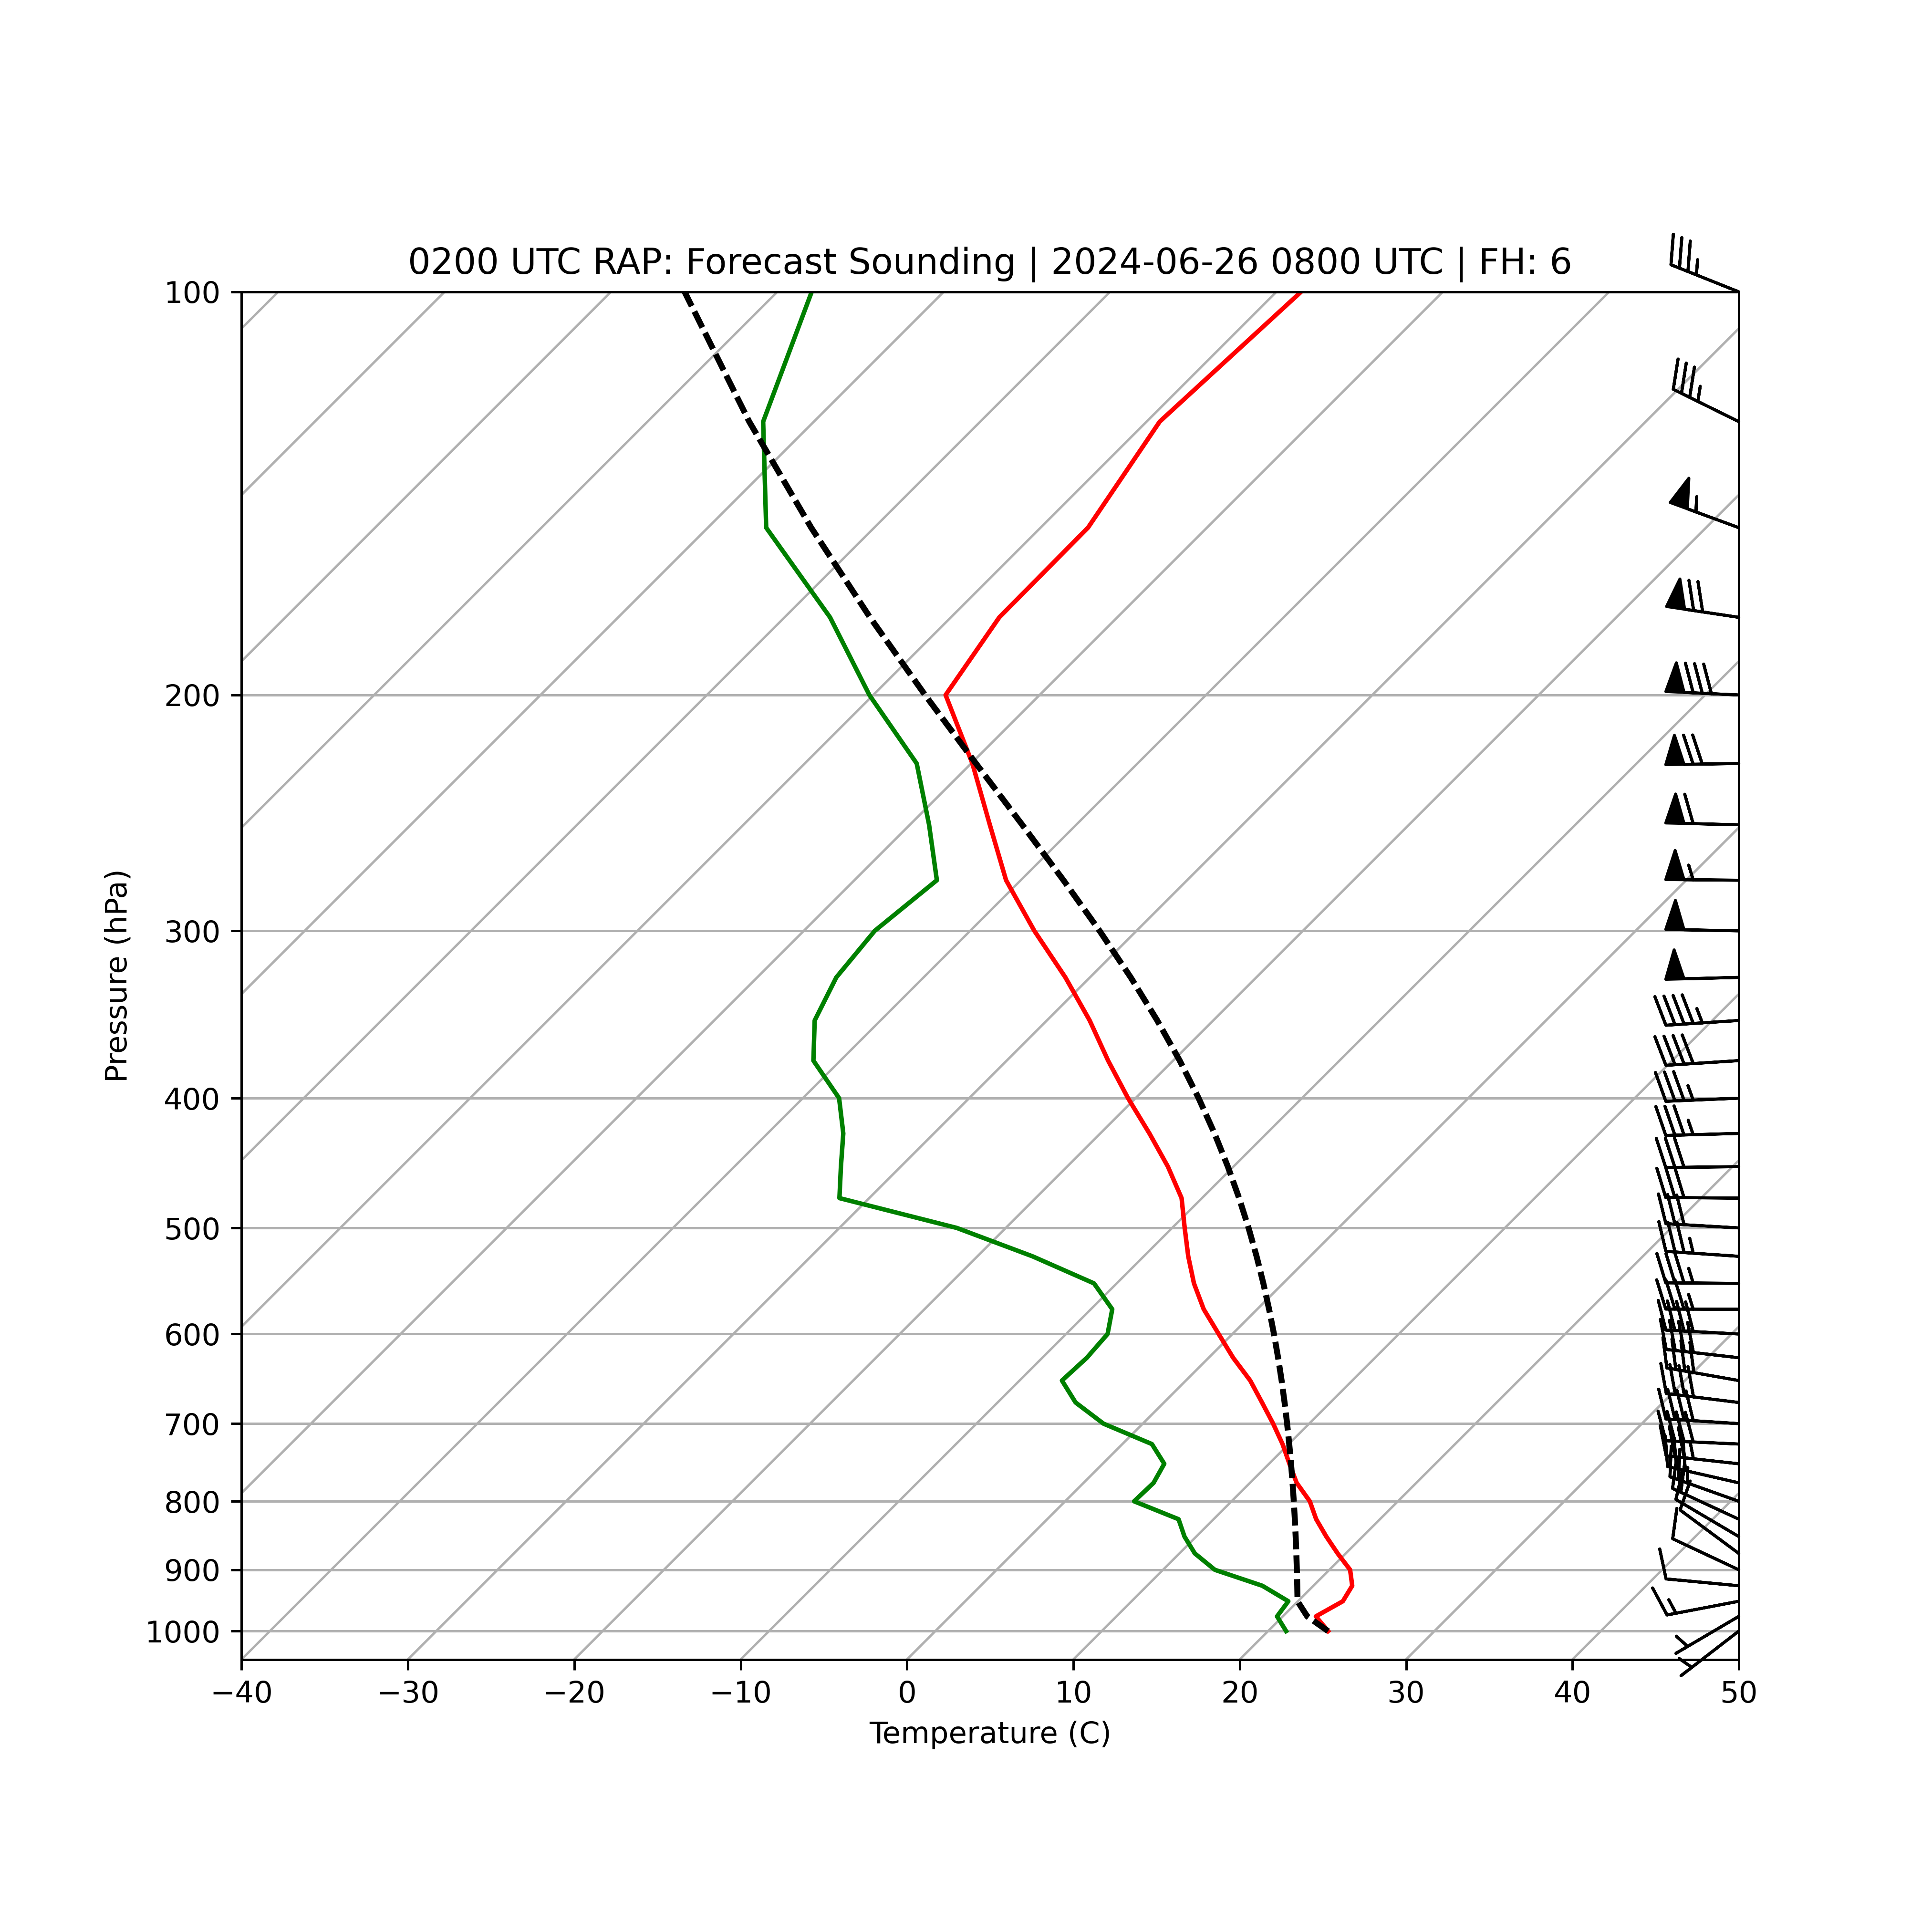 0200 UTC RAP: Forecast Sounding | 2024-06-26 0800 UTC | FH: 6
100
200
300
400
500
600
700
800
900
1000
Pressure (hPa)
−40 −30 −20 −10 0 10 20 30 40 50
Temperature (C)